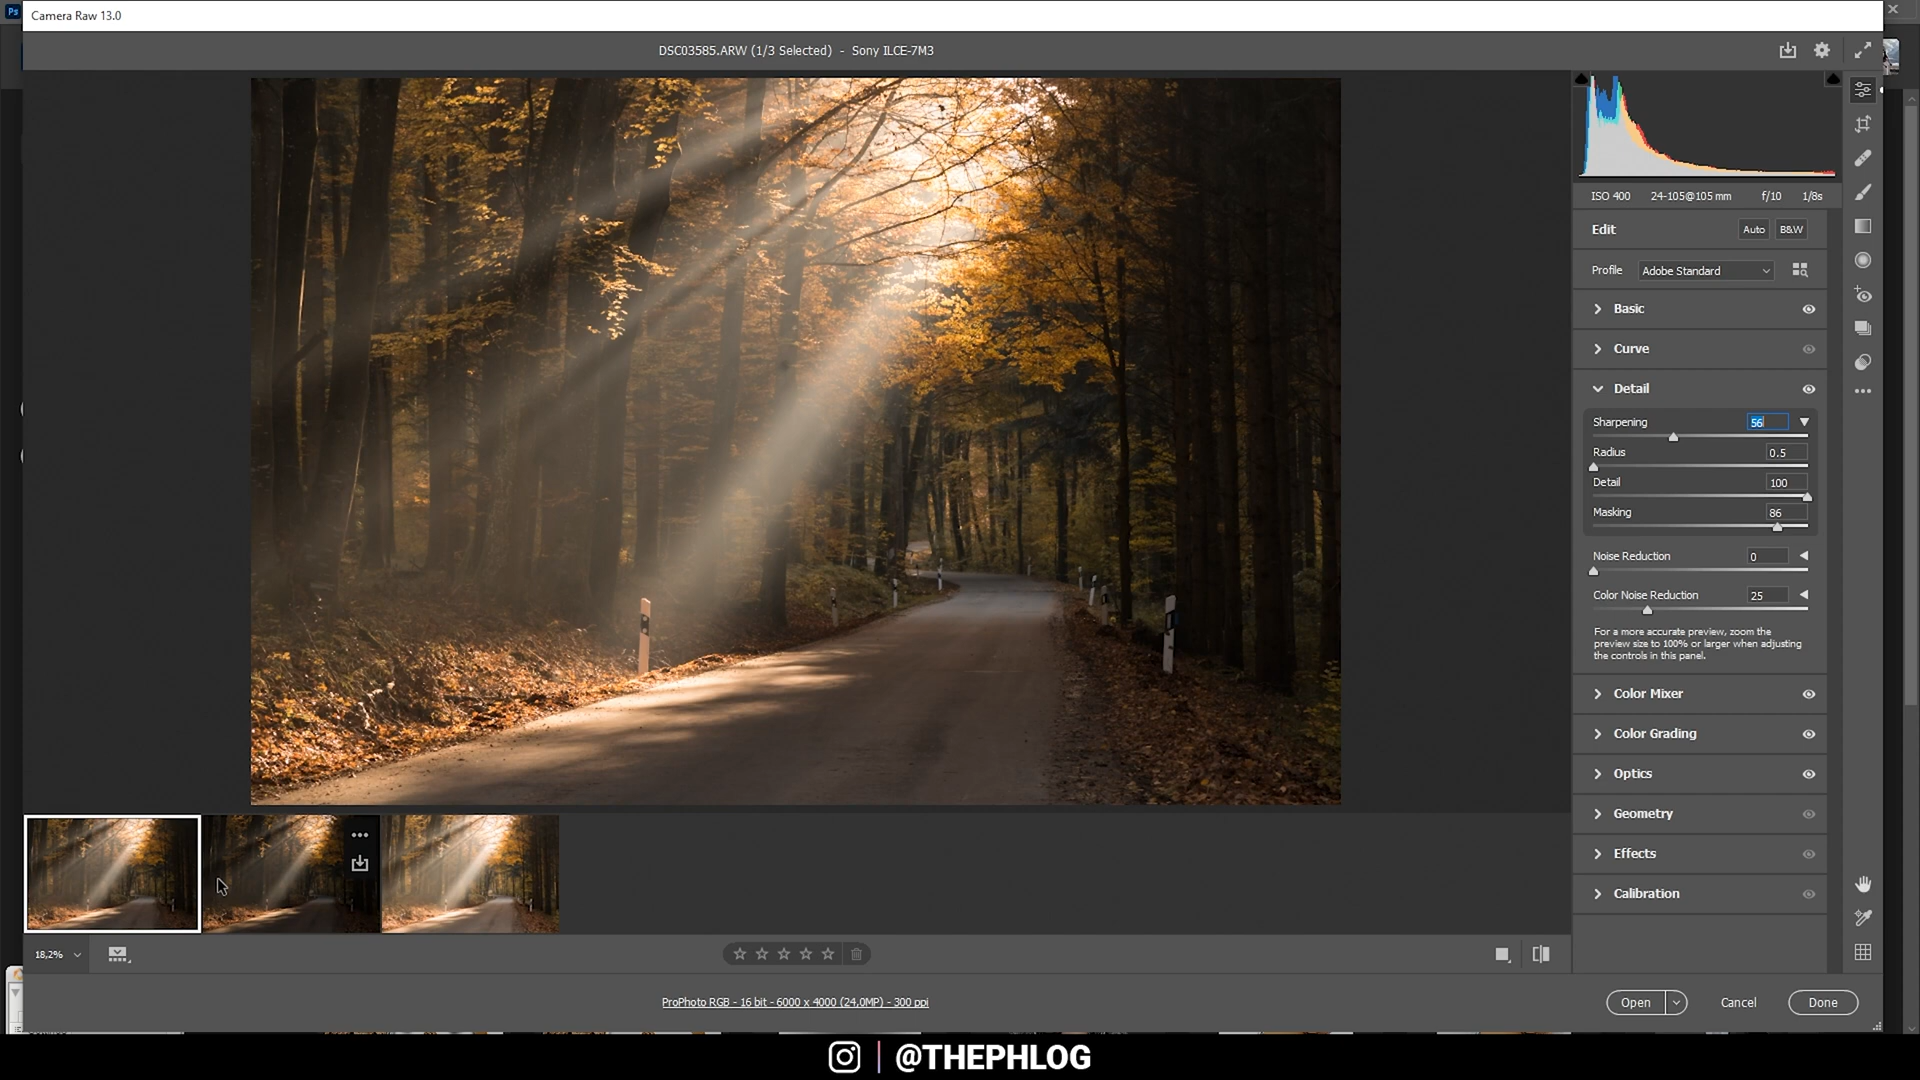 Ps
Camera Raw 13.0
DSC03585.ARW (1/3 Selected) - Sony ILCE-7M3
ISO 400 24-105@105 mm f/10 1/8s
Edit Auto B&W
Profile Adobe Standard
Basic
Curve
Detail
Sharpening 56
Radius 0.5
Detail 100
Masking 86
Noise Reduction 0
Color Noise Reduction 25
For a more accurate preview, zoom the
preview size to 100% or larger when adjusting
the controls in this panel.
Color Mixer
Color Grading
Optics
Geometry
Effects
Calibration
18,2%
ProPhoto RGB - 16 bit - 6000 x 4000 (24,0MP) - 300 ppi
Open Cancel Done
@THEPHLOG